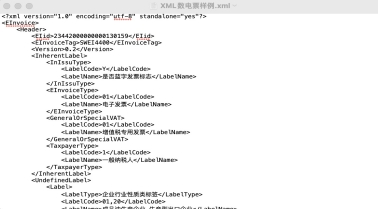 XML数电票样例.xml
<?xml version="1.0" encoding="utf-8" standalone="yes"?>
<EInvoice>
<Header>
<EIid>23442000000000130159</EIid>
<EInvoiceTag>SWEI4400</EInvoiceTag>
<Version>0.2</Version>
<InherentLabel>
<InIssuType>
<LabelCode>Y</LabelCode>
<LabelName>是否蓝字发票标志</LabelName>
</InIssuType>
<EInvoiceType>
<LabelCode>01</LabelCode>
<LabelName>电子发票</LabelName>
</EInvoiceType>
<GeneralOrSpecialVAT>
<LabelCode>01</LabelCode>
<LabelName>增值税专用发票</LabelName>
</GeneralOrSpecialVAT>
<TaxpayerType>
<LabelCode>1</LabelCode>
<LabelName>一般纳税人</LabelName>
</TaxpayerType>
</InherentLabel>
<UndefinedLabel>
<Label>
<LabelType>企业行业性质类标签</LabelType>
<LabelCode>01,20</LabelCode>